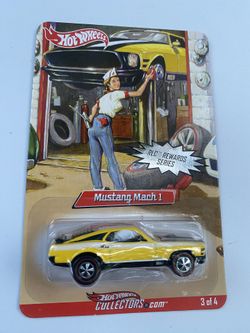 Hot Wheels
RLC REWARDS
SERIES
Mustang Mach 1
Hot Wheels
COLLECTORS.com
3 of 4